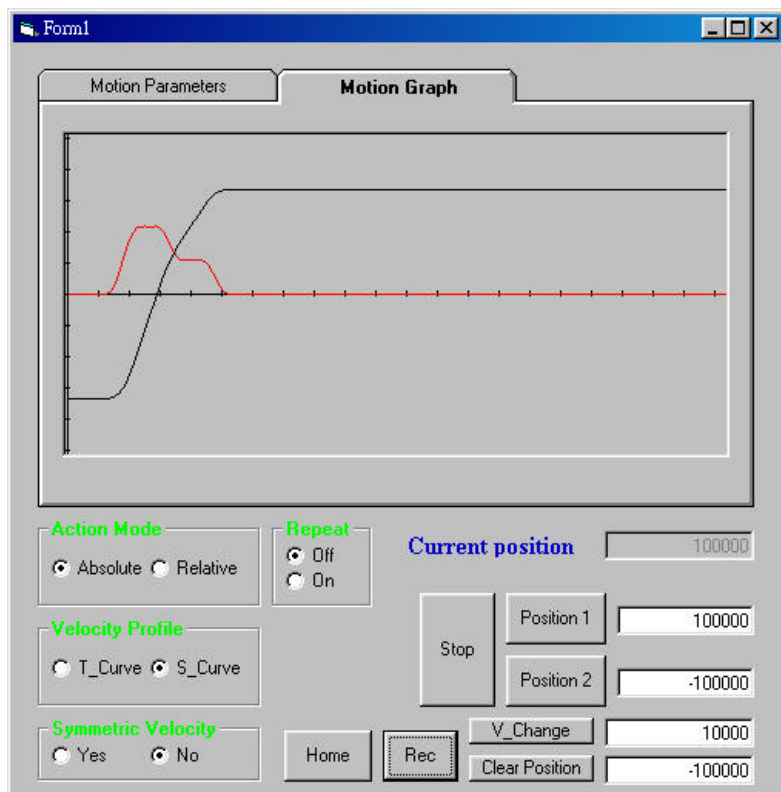 Form1
Motion Parameters
Motion Graph
Action Mode
Absolute
Relative
Repeat
Off
On
Current position
100000
Velocity Profile
T_Curve
S_Curve
Stop
Position 1
100000
Position 2
-100000
Symmetric Velocity
Yes
No
Home
Rec
V_Change
10000
Clear Position
-100000